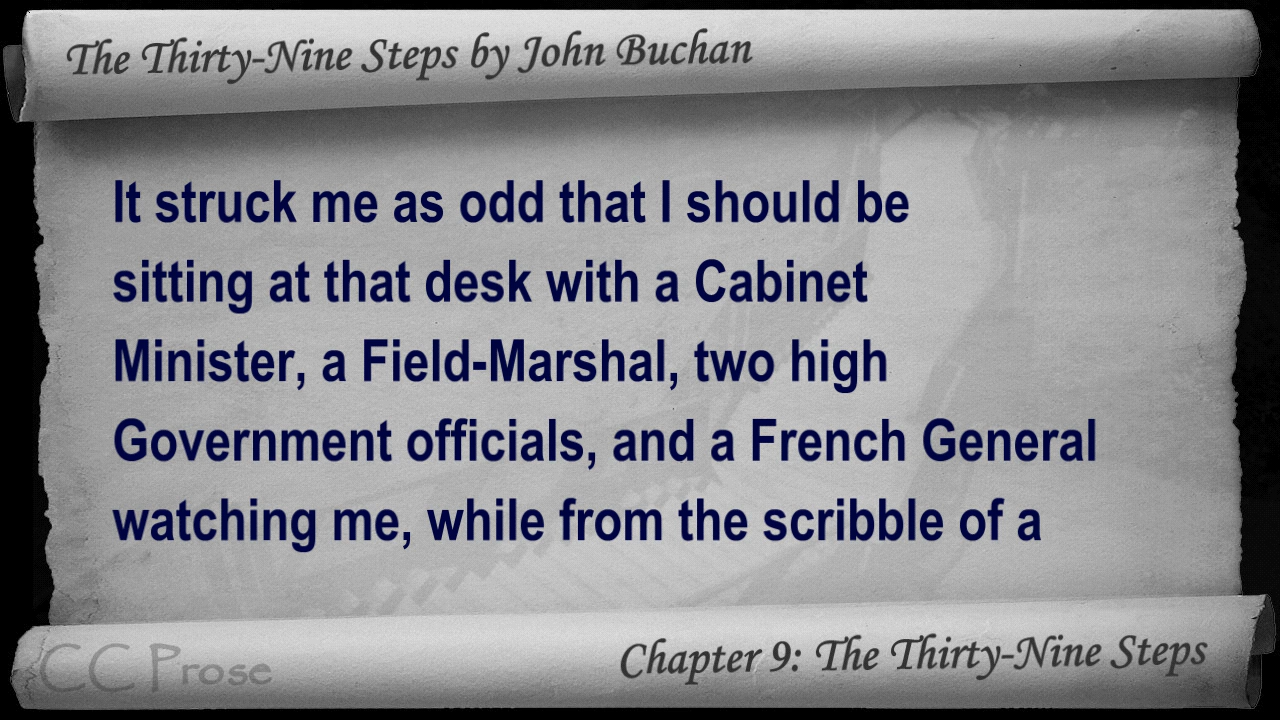 The Thirty-Nine Steps by John Buchan
It struck me as odd that I should be
sitting at that desk with a Cabinet
Minister, a Field-Marshal, two high
Government officials, and a French General
watching me, while from the scribble of a
CC Prose
Chapter 9: The Thirty-Nine Steps